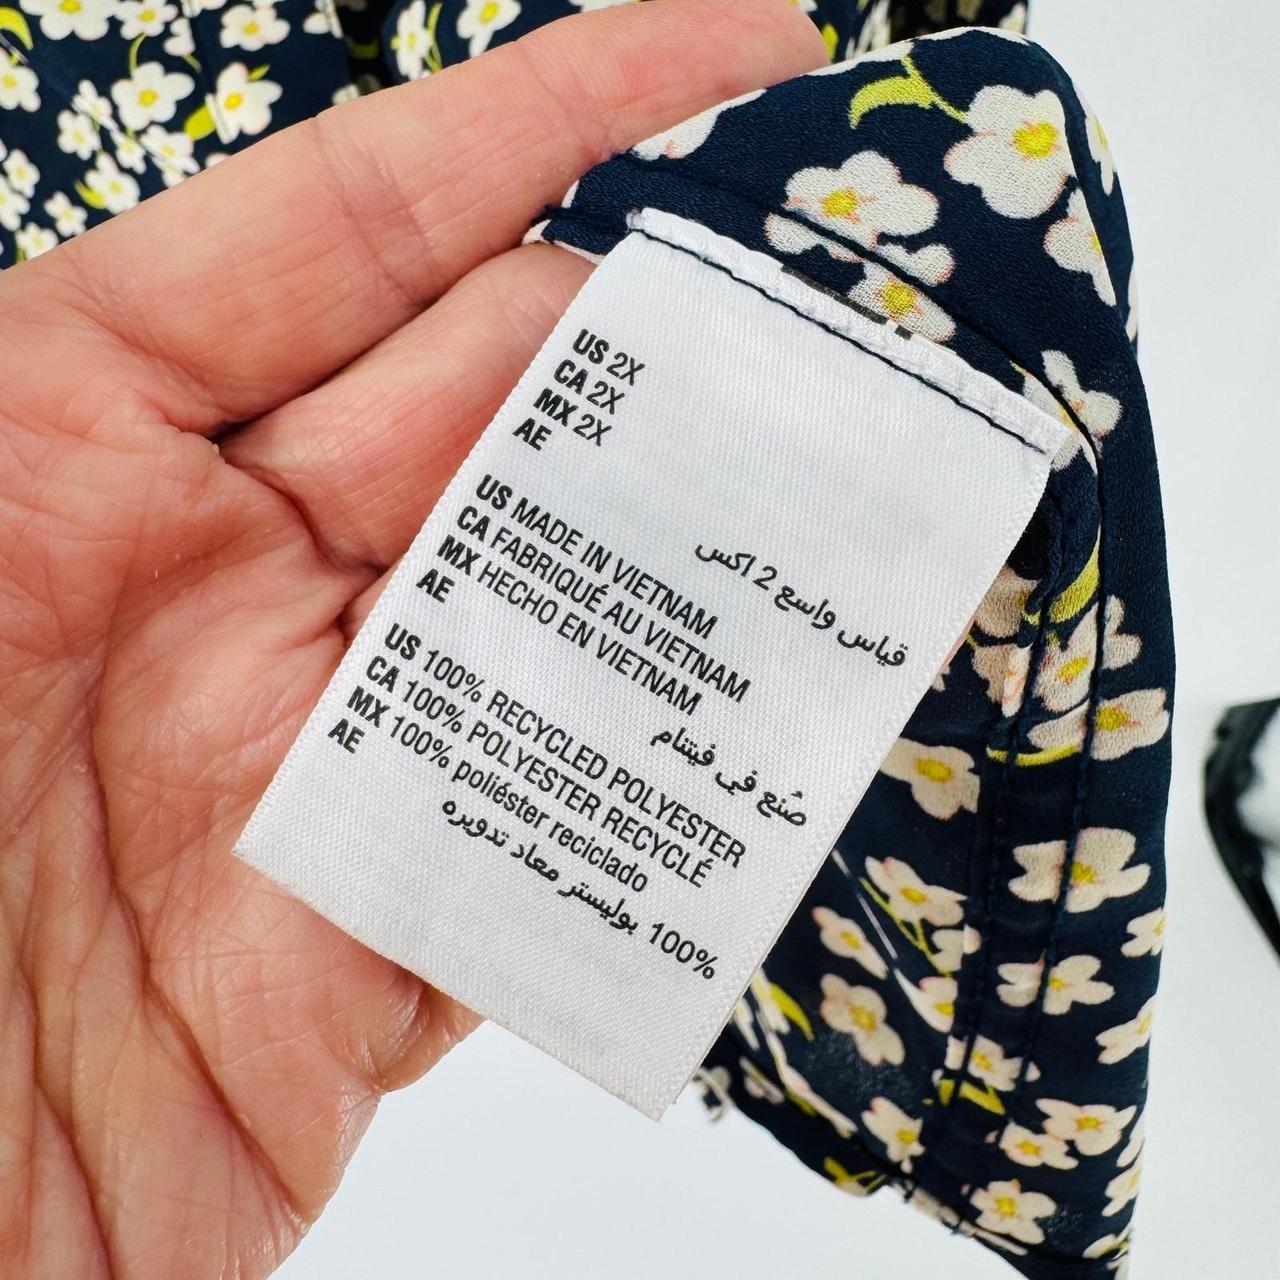 US 2X
CA 2X
MX 2X
AE
قياس واسع 2 اكس
US MADE IN VIETNAM
CA FABRIQUÉ AU VIETNAM
MX HECHO EN VIETNAM
AE
صُنع في فيتنام
US 100% RECYCLED POLYESTER
CA 100% POLYESTER RECYCLÉ
MX 100% poliéster reciclado
AE
100% بوليستر معاد تدويره